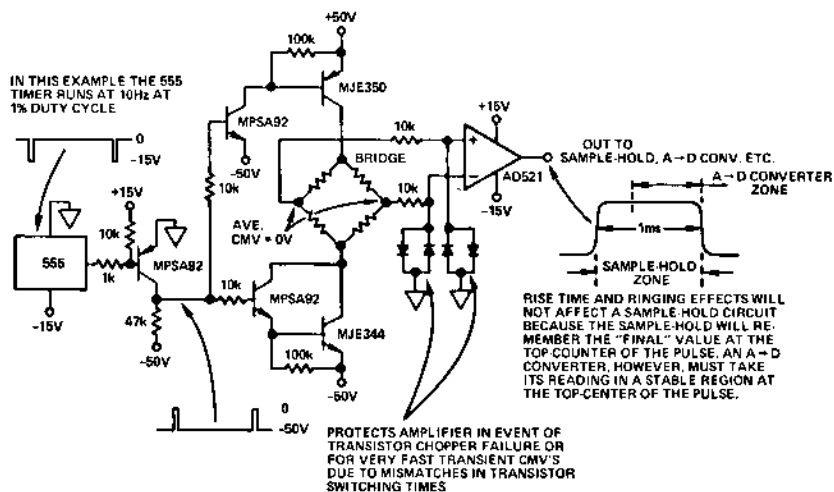 +50V
100k
MJE350
IN THIS EXAMPLE THE 555
TIMER RUNS AT 10Hz AT
1% DUTY CYCLE
MPSA92
-50V
0
-15V
+15V
10k
10k
BRIDGE
10k
+15V
+
-
AD521
-15V
OUT TO
SAMPLE-HOLD, A→D CONV. ETC.
A→D CONVERTER
ZONE
1ms
SAMPLE-HOLD
ZONE
AVE.
CMV = 0V
10k
555
1k
MPSA92
-15V
47k
-50V
10k
MPSA92
MJE344
100k
-50V
0
-50V
RISE TIME AND RINGING EFFECTS WILL
NOT AFFECT A SAMPLE-HOLD CIRCUIT
BECAUSE THE SAMPLE-HOLD WILL RE-
MEMBER THE "FINAL" VALUE AT THE
TOP-COUNTER OF THE PULSE. AN A→D
CONVERTER, HOWEVER, MUST TAKE
ITS READING IN A STABLE REGION AT
THE TOP-CENTER OF THE PULSE.
PROTECTS AMPLIFIER IN EVENT OF
TRANSISTOR CHOPPER FAILURE OR
FOR VERY FAST TRANSIENT CMV'S
DUE TO MISMATCHES IN TRANSISTOR
SWITCHING TIMES